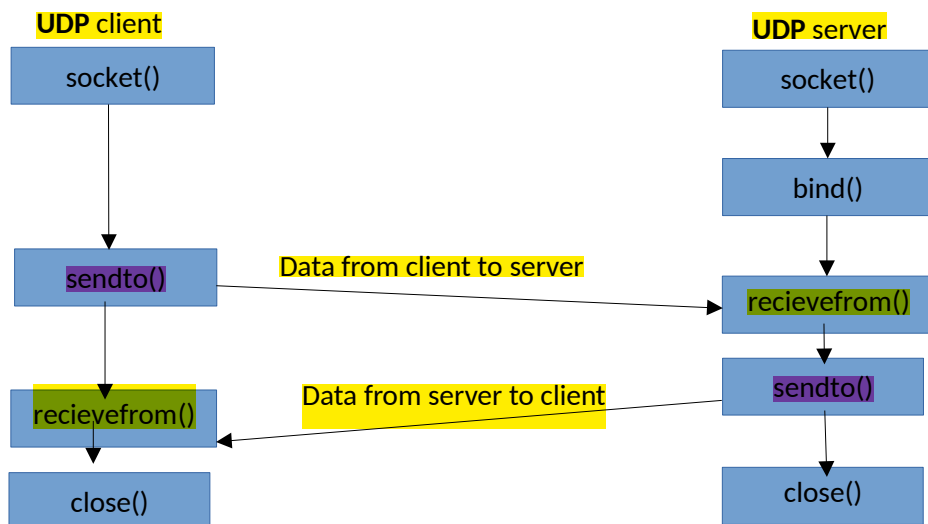 UDP client
UDP server
socket()
socket()
bind()
sendto()
Data from client to server
recievefrom()
sendto()
Data from server to client
recievefrom()
close()
close()